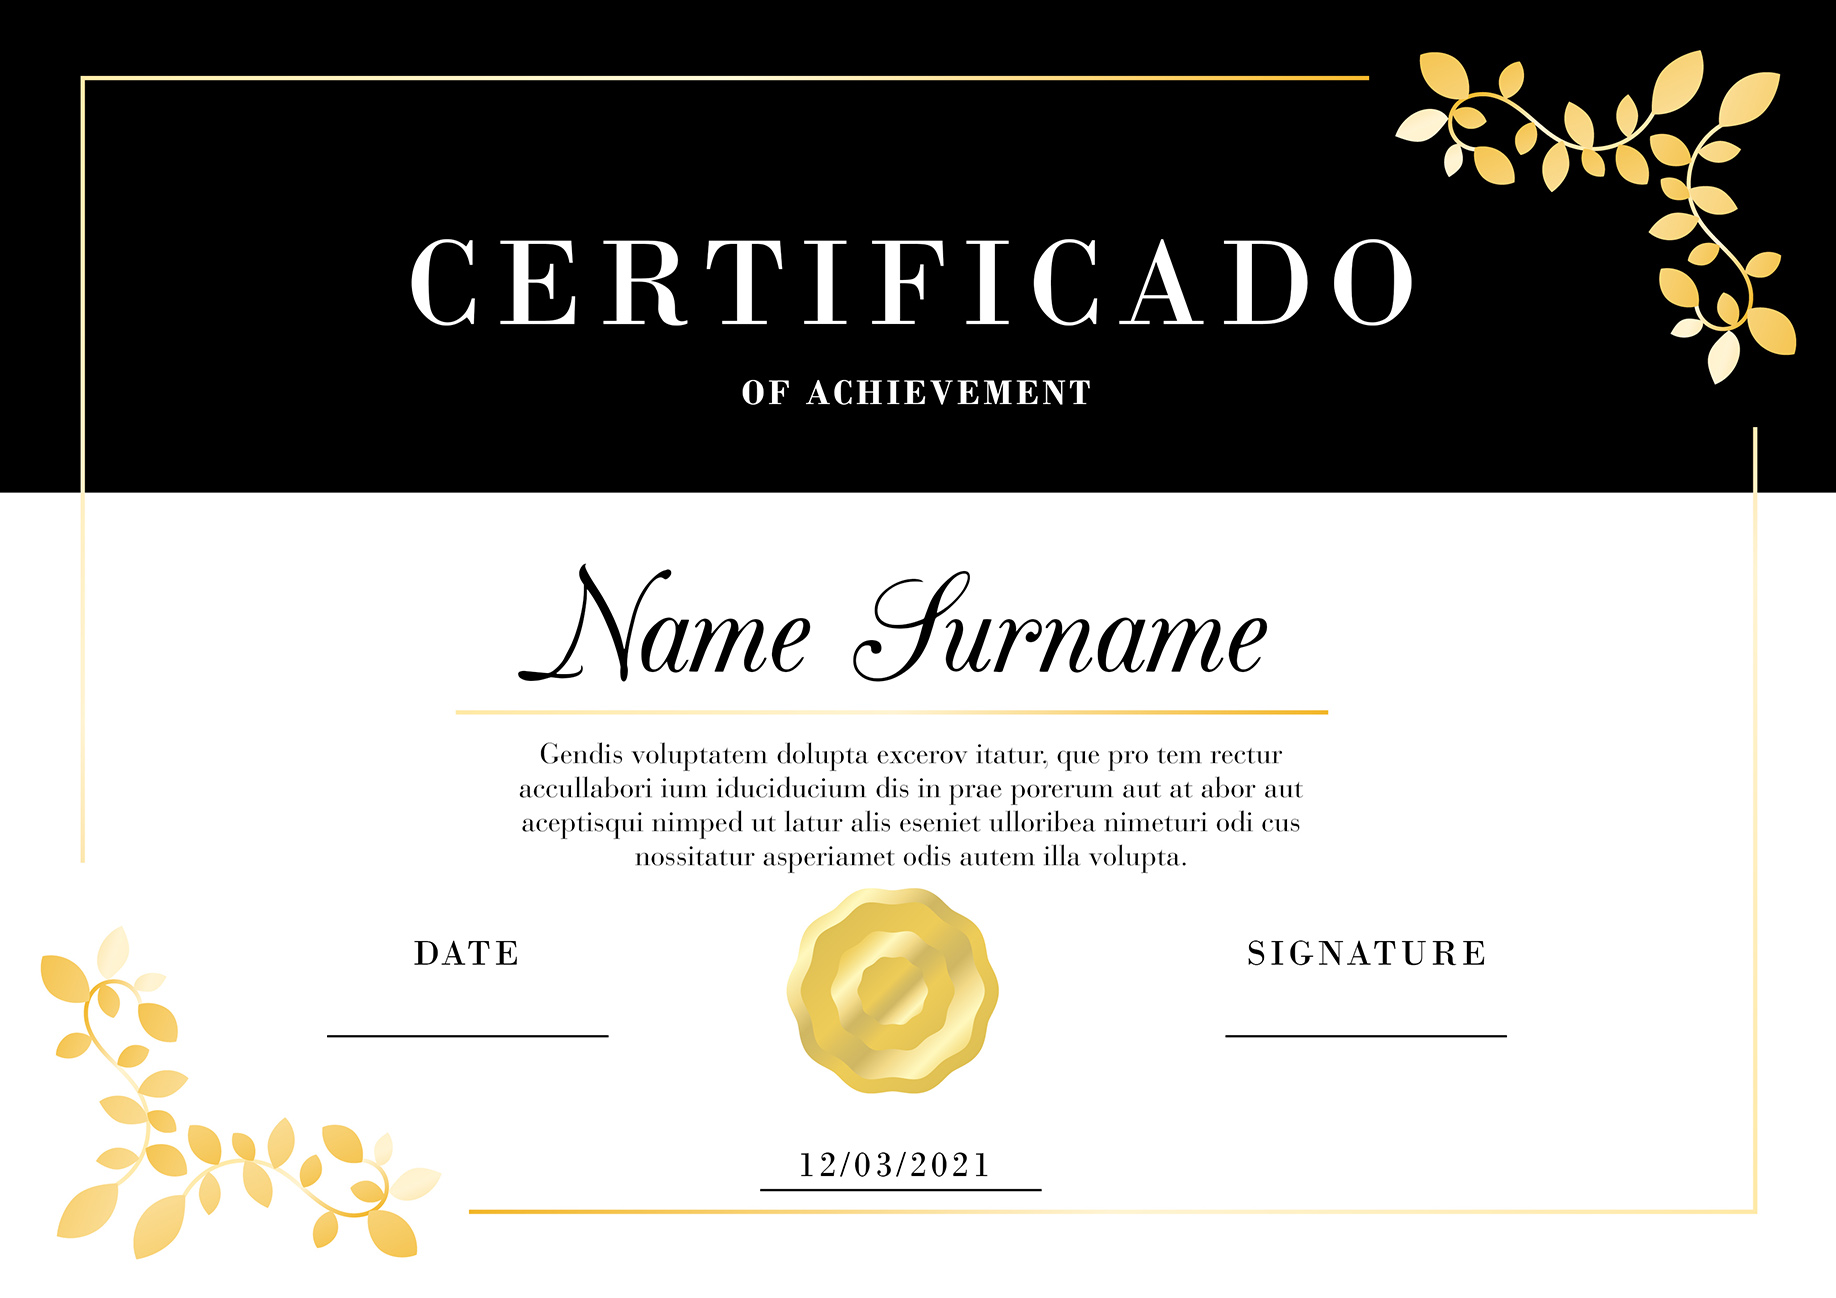 CERTIFICADO
OF ACHIEVEMENT
Name Surname
Gendis voluptatem dolupta excerov itatur, que pro tem rectur
accullabori ium iduciducium dis in prae porerum aut at abor aut
aceptisqui nimped ut latur alis eseniet ulloribea nimeturi odi cus
nossitatur asperiamet odis autem illa volupta.
DATE
SIGNATURE
12/03/2021